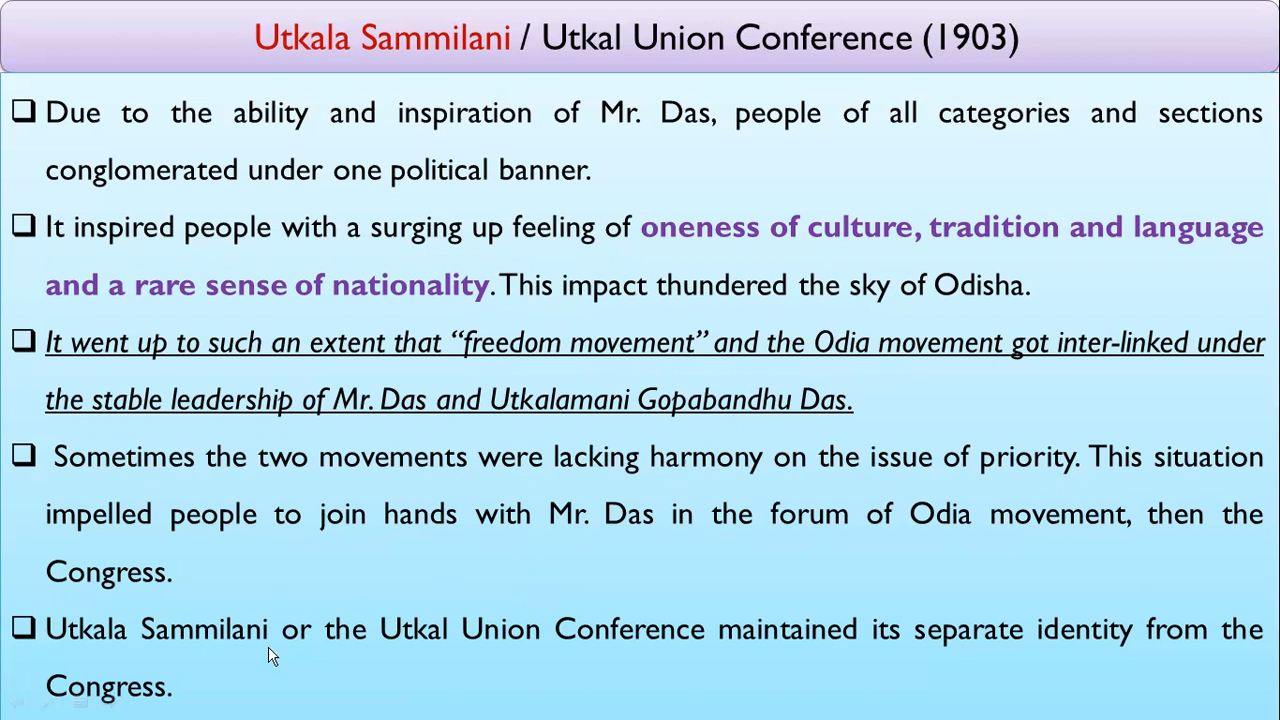 Utkala Sammilani / Utkal Union Conference (1903)
❑ Due to the ability and inspiration of Mr. Das, people of all categories and sections
conglomerated under one political banner.
❑ It inspired people with a surging up feeling of oneness of culture, tradition and language
and a rare sense of nationality. This impact thundered the sky of Odisha.
❑ It went up to such an extent that “freedom movement” and the Odia movement got inter-linked under
the stable leadership of Mr. Das and Utkalamani Gopabandhu Das.
❑ Sometimes the two movements were lacking harmony on the issue of priority. This situation
impelled people to join hands with Mr. Das in the forum of Odia movement, then the
Congress.
❑ Utkala Sammilani or the Utkal Union Conference maintained its separate identity from the
Congress.